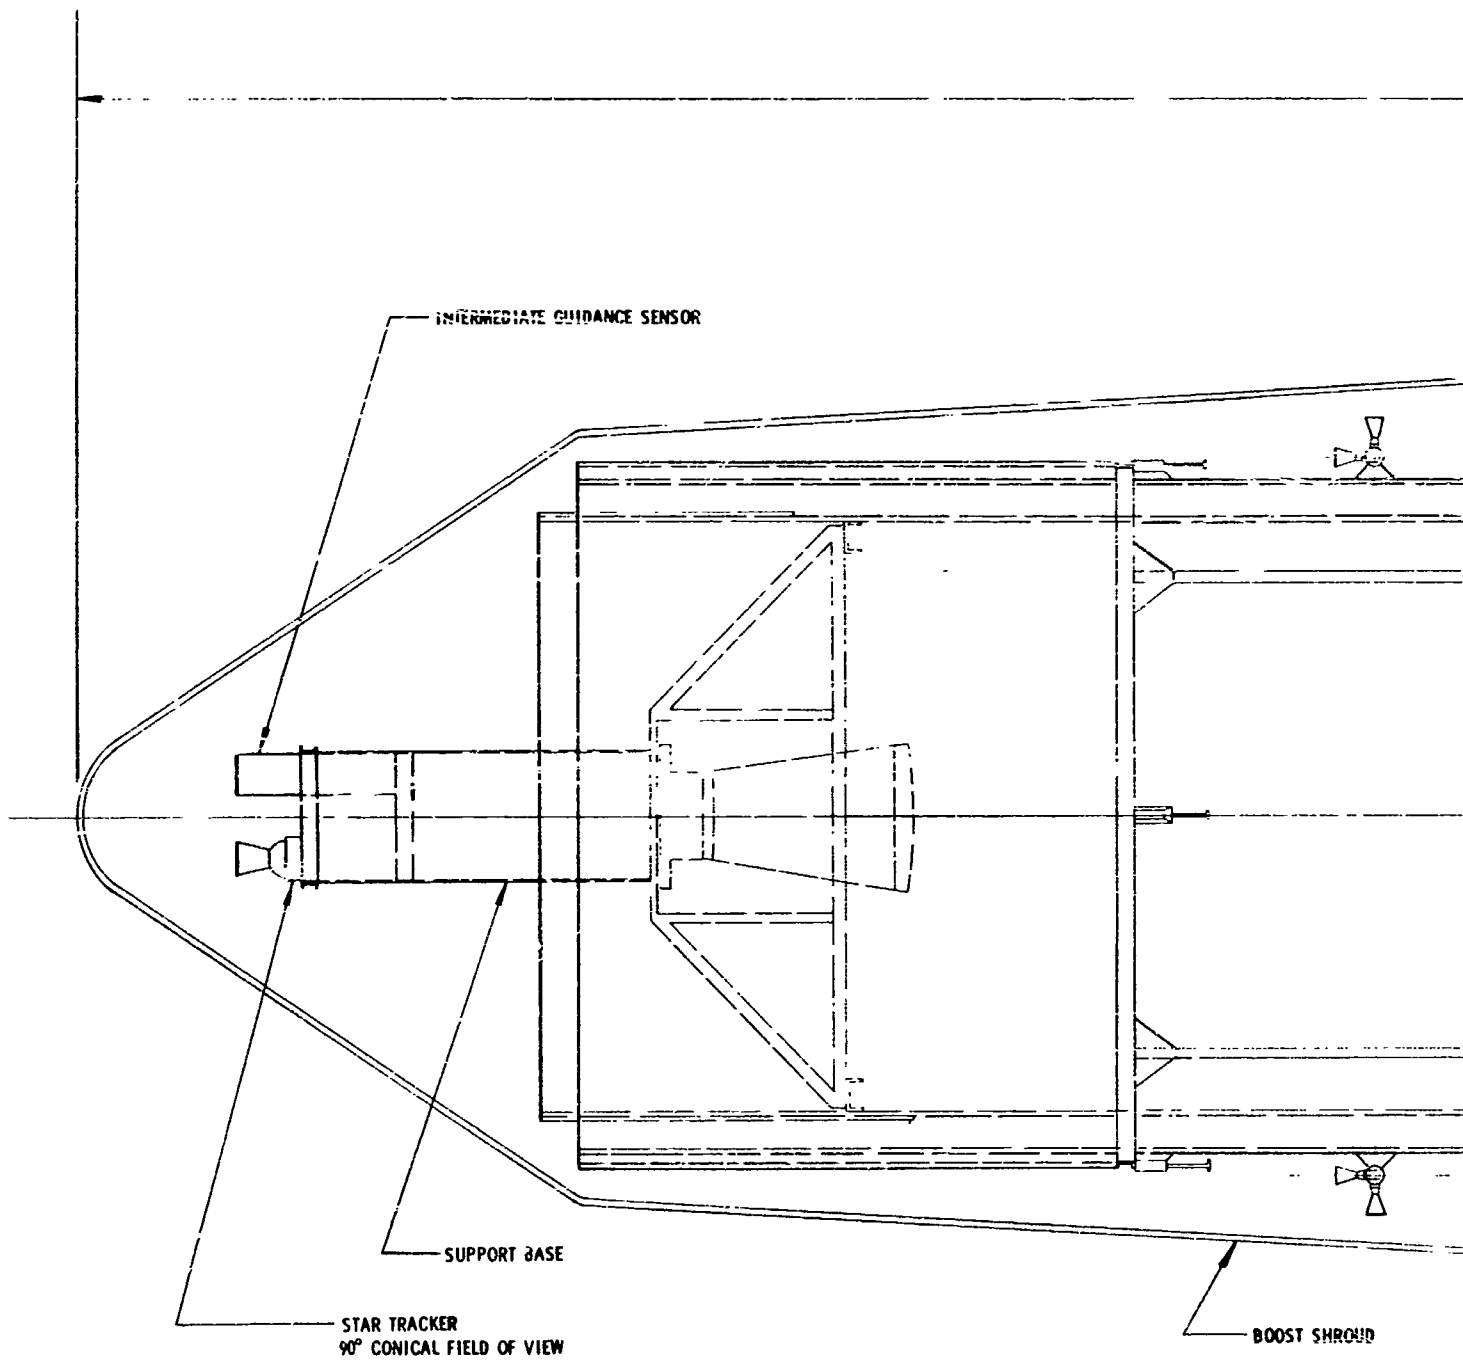 INTERMEDIATE GUIDANCE SENSOR
SUPPORT BASE
STAR TRACKER
90° CONICAL FIELD OF VIEW
BOOST SHROUD